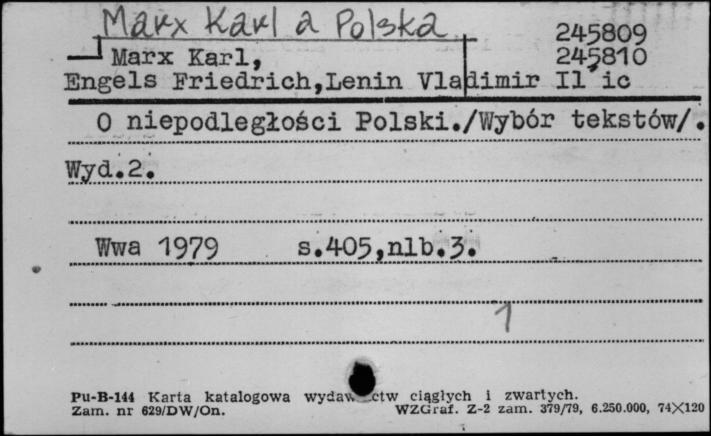 Marx Karl a Polska
245809
Marx Karl, 245810
Engels Friedrich,Lenin Vladimir Il'ic
O niepodległości Polski./Wybór tekstów/.
Wyd.2.
Wwa 1979 s.405,nlb.3.
1
Pu-B-144 Karta katalogowa wydaw ctw ciągłych i zwartych.
Zam. nr 629/DW/On. WZGraf. Z-2 zam. 379/79, 6.250.000, 74X120